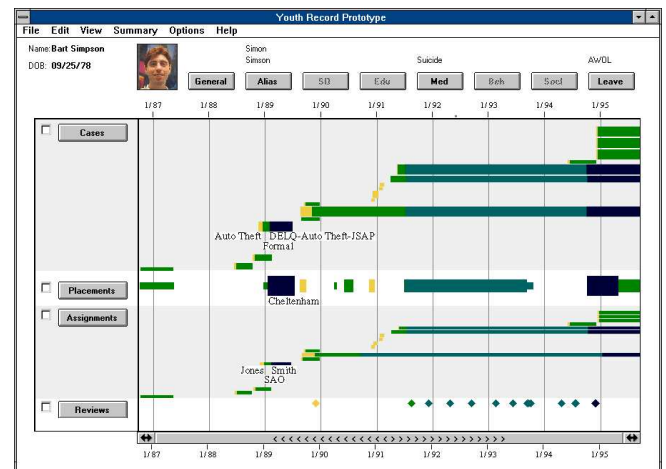 Youth Record Prototype
File Edit View Summary Options Help
Name: Bart Simpson
DOB: 09/25/78
Simon
Simson
Suicide
AWOL
General Alias SD Edu Med Beh Socl Leave
1/87 1/88 1/89 1/90 1/91 1/92 1/93 1/94 1/95
Cases
Auto Theft DELQ-Auto Theft-JSAP
Formal
Placements
Cheltenham
Assignments
Jones Smith
SAO
Reviews
<<<<<<<<<<<<<<>>>>>>>>>>>>>>
1/87 1/88 1/89 1/90 1/91 1/92 1/93 1/94 1/95